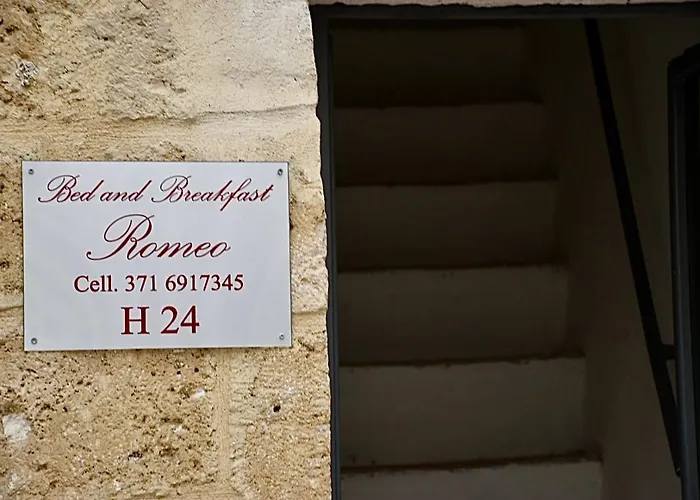 Bed and Breakfast
Romeo
Cell. 371 6917345
H 24